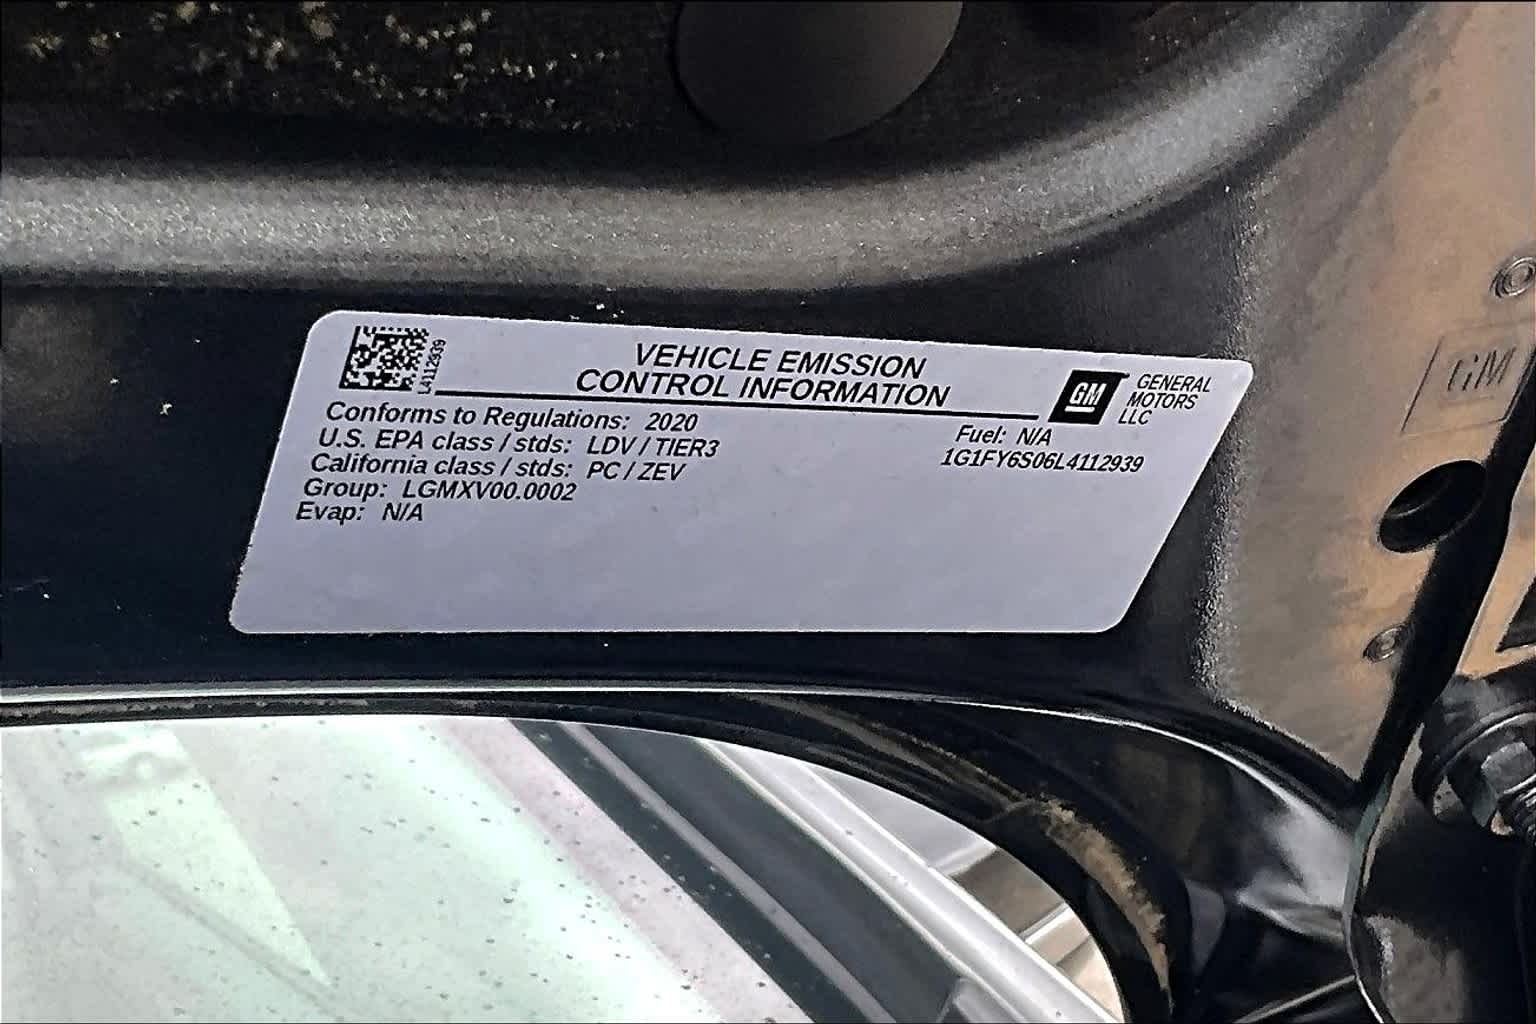 L4112939
VEHICLE EMISSION
CONTROL INFORMATION
GM
GENERAL
MOTORS
LLC
Conforms to Regulations: 2020
U.S. EPA class / stds: LDV / TIER3
California class / stds: PC / ZEV
Group: LGMXV00.0002
Evap: N/A
Fuel: N/A
1G1FY6S06L4112939
GM